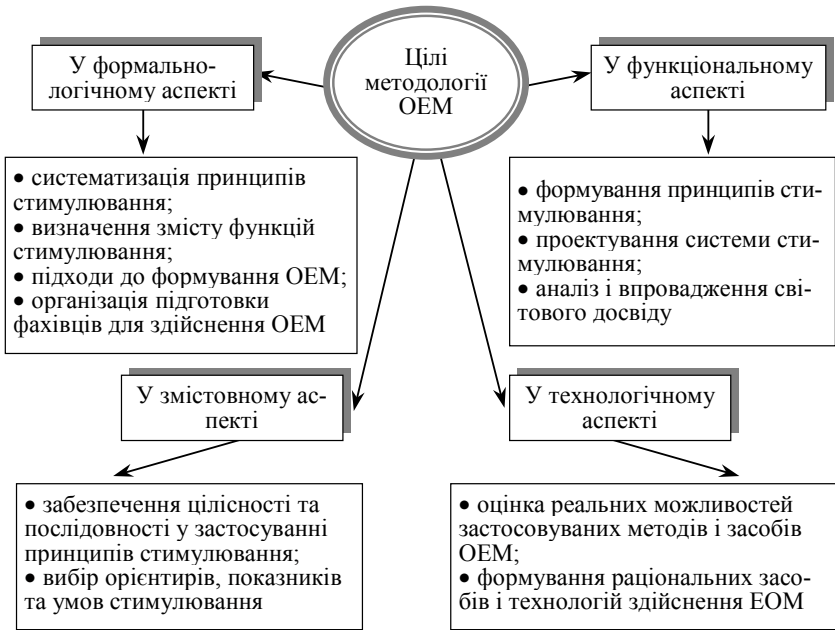 Цілі
методології
ОЕМ
У формально-
логічному аспекті
У функціональному
аспекті
• систематизація принципів
стимулювання;
• визначення змісту функцій
стимулювання;
• підходи до формування ОЕМ;
• організація підготовки
фахівців для здійснення ОЕМ
• формування принципів сти-
мулювання;
• проектування системи сти-
мулювання;
• аналіз і впровадження сві-
тового досвіду
У змістовному ас-
пекті
У технологічному
аспекті
• забезпечення цілісності та
послідовності у застосуванні
принципів стимулювання;
• вибір орієнтирів, показників
та умов стимулювання
• оцінка реальних можливостей
застосовуваних методів і засобів
ОЕМ;
• формування раціональних засо-
бів і технологій здійснення ЕОМ